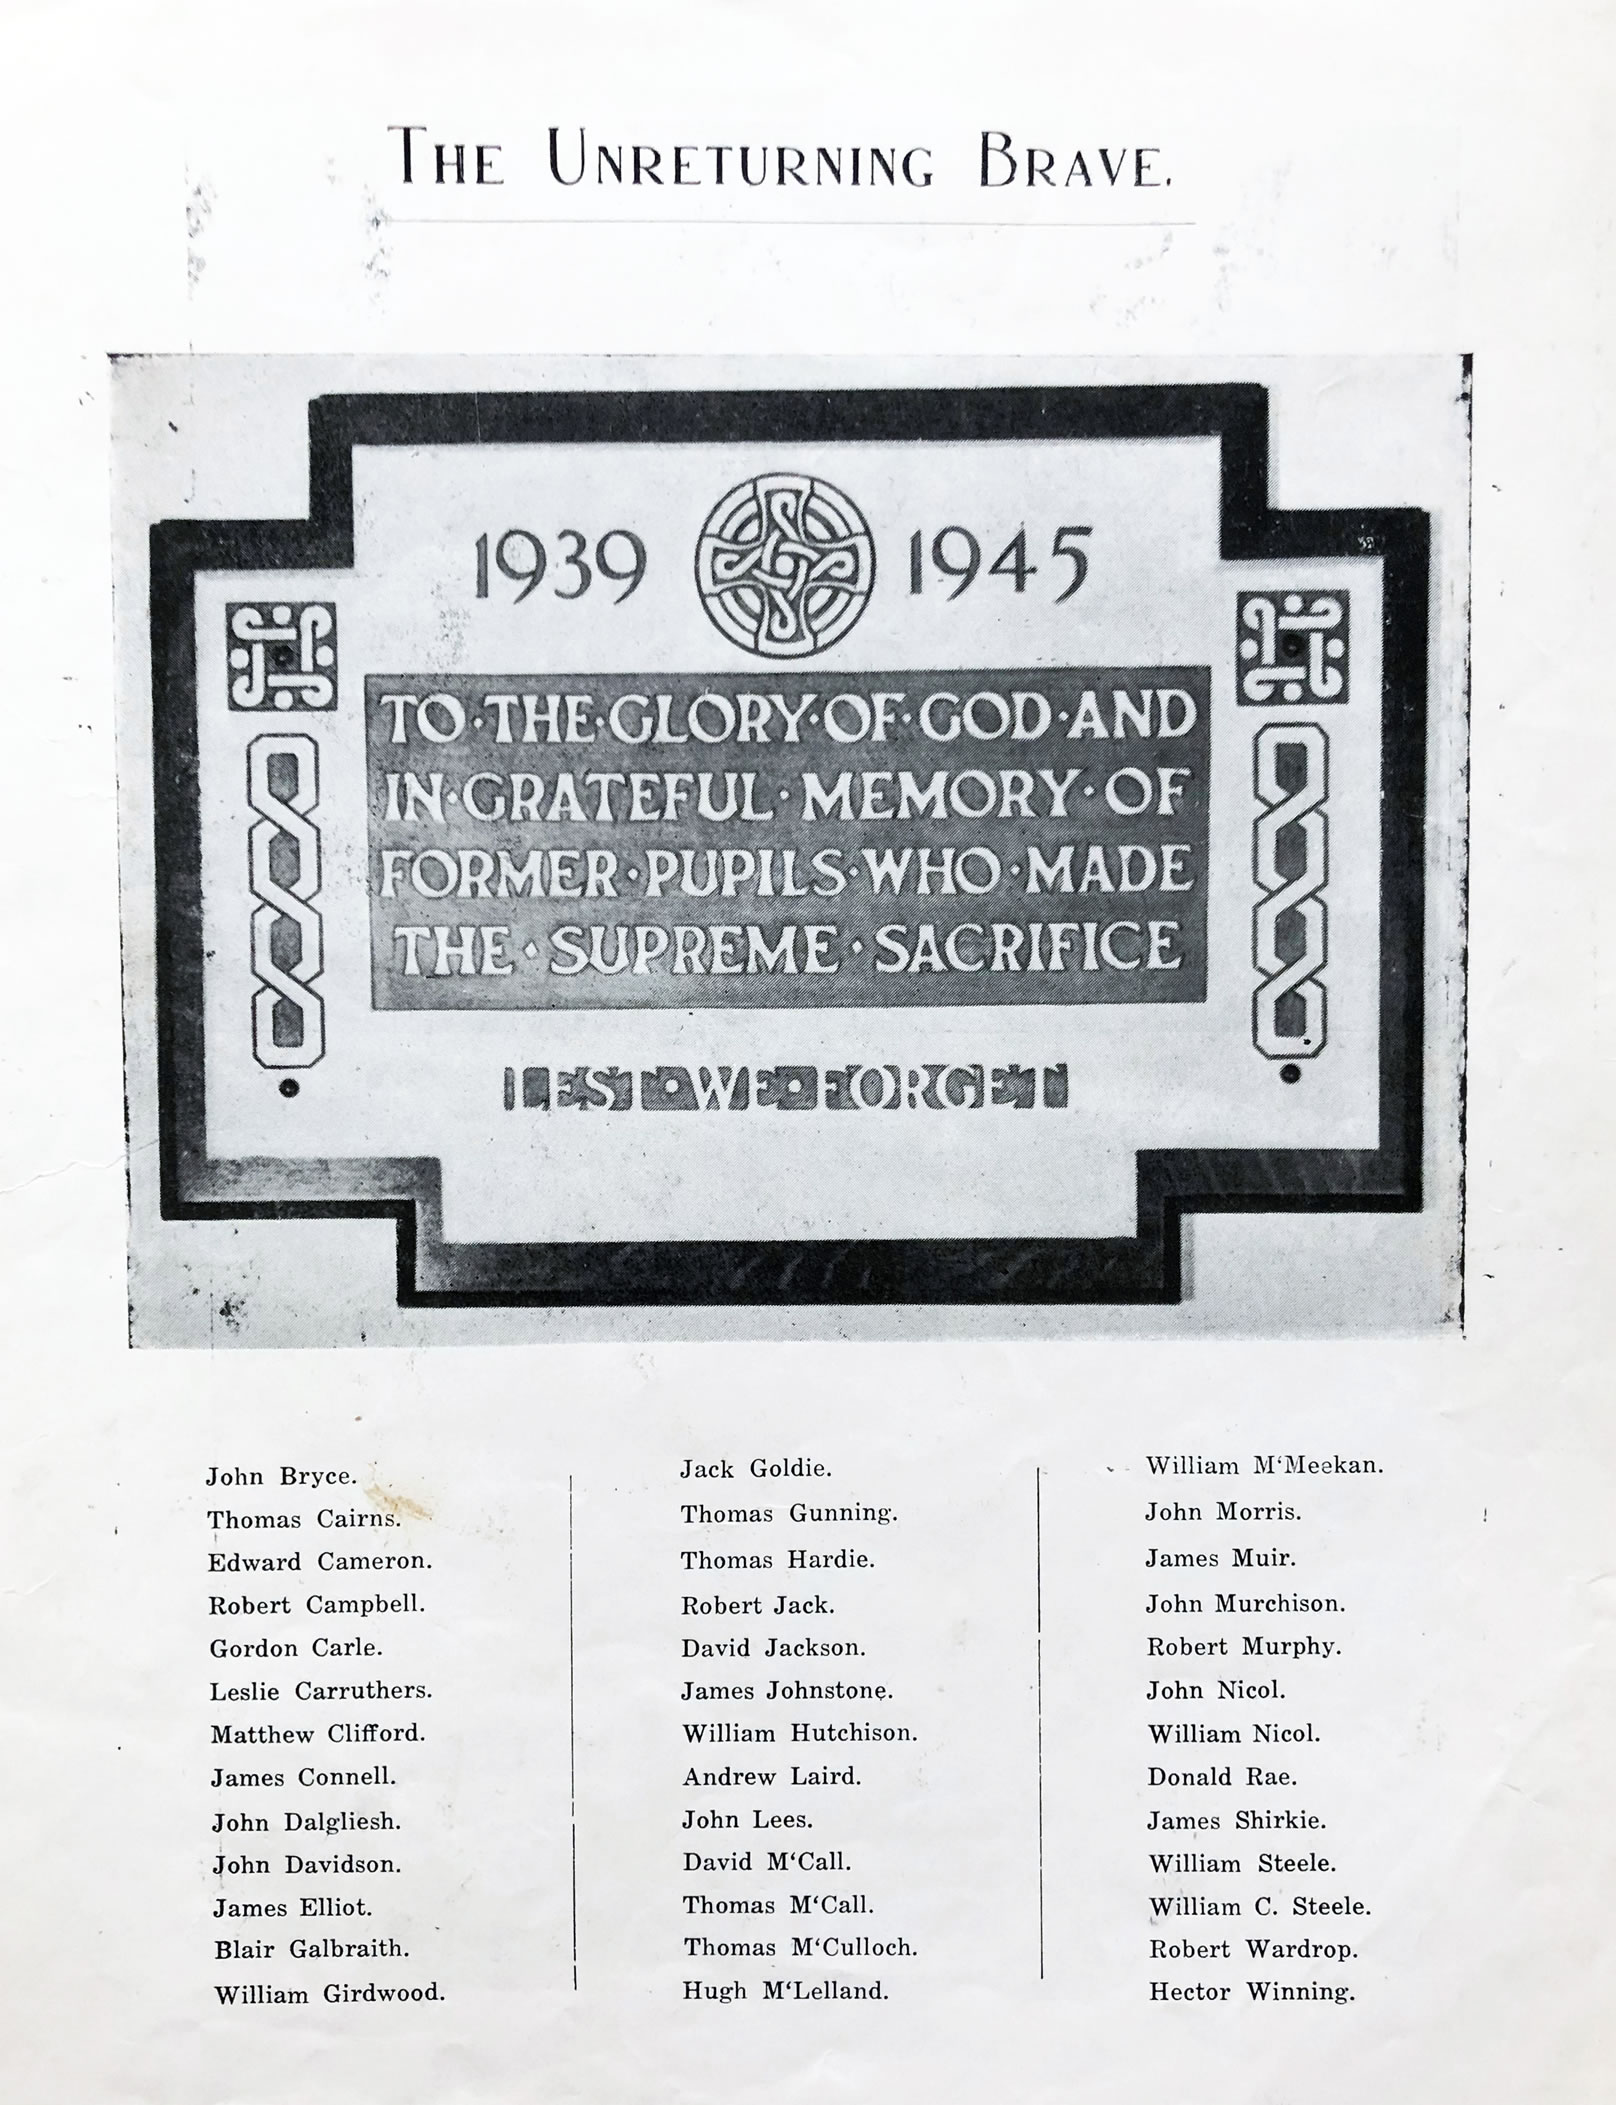 THE UNRETURNING BRAVE.
1939 1945
TO·THE·GLORY·OF·GOD·AND
IN·GRATEFUL·MEMORY·OF
FORMER·PUPILS·WHO·MADE
THE·SUPREME·SACRIFICE
LEST·WE·FORGET
John Bryce.
Thomas Cairns.
Edward Cameron.
Robert Campbell.
Gordon Carle.
Leslie Carruthers.
Matthew Clifford.
James Connell.
John Dalgliesh.
John Davidson.
James Elliot.
Blair Galbraith.
William Girdwood.
Jack Goldie.
Thomas Gunning.
Thomas Hardie.
Robert Jack.
David Jackson.
James Johnstone.
William Hutchison.
Andrew Laird.
John Lees.
David M‘Call.
Thomas M‘Call.
Thomas M‘Culloch.
Hugh M‘Lelland.
William M‘Meekan.
John Morris.
James Muir.
John Murchison.
Robert Murphy.
John Nicol.
William Nicol.
Donald Rae.
James Shirkie.
William Steele.
William C. Steele.
Robert Wardrop.
Hector Winning.